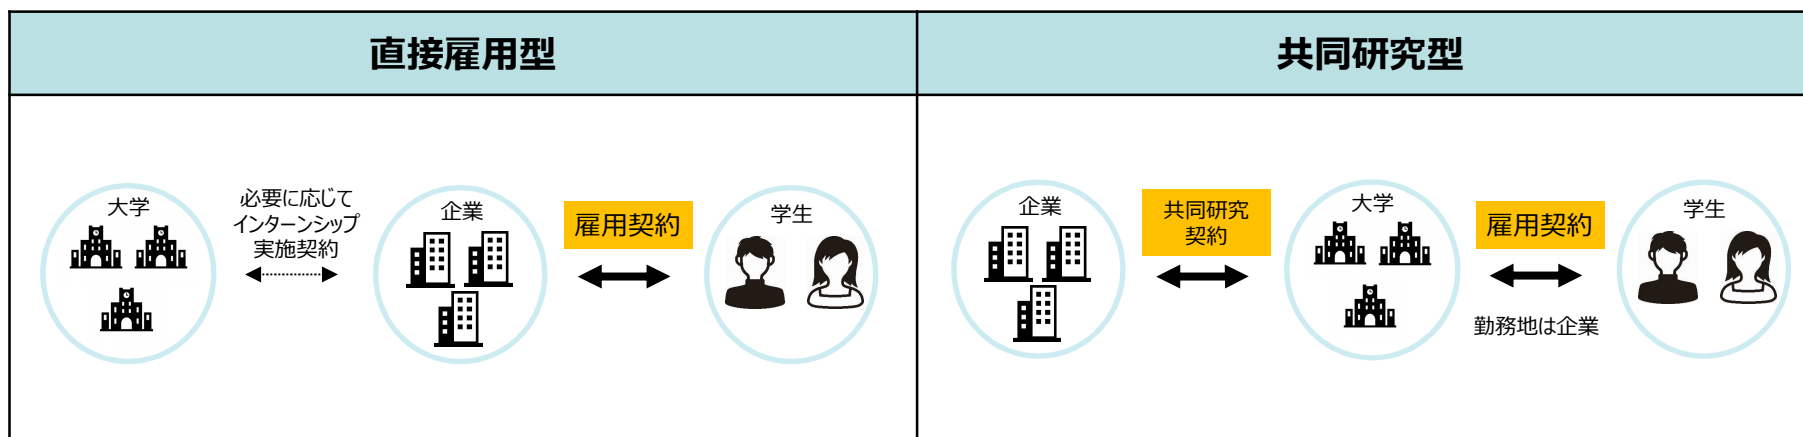 直接雇用型
共同研究型
大学
必要に応じて
インターンシップ
実施契約
企業
雇用契約
学生
企業
共同研究
契約
大学
雇用契約
勤務地は企業
学生